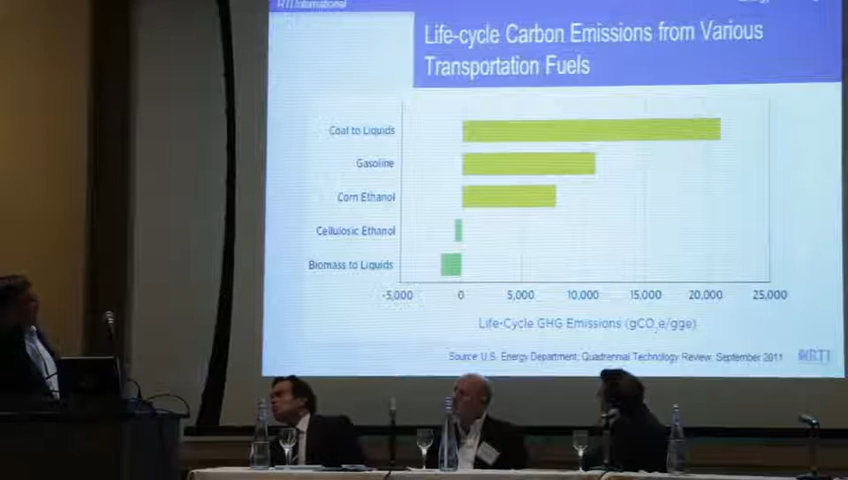 RTI International
Life-cycle Carbon Emissions from Various
Transportation Fuels
Coal to Liquids
Gasoline
Corn Ethanol
Cellulosic Ethanol
Biomass to Liquids
-5,000 0 5,000 10,000 15,000 20,000 25,000
Life-Cycle GHG Emissions (gCO2e/gge)
Source U.S. Energy Department, Quadrennial Technology Review, September 2011
RTI